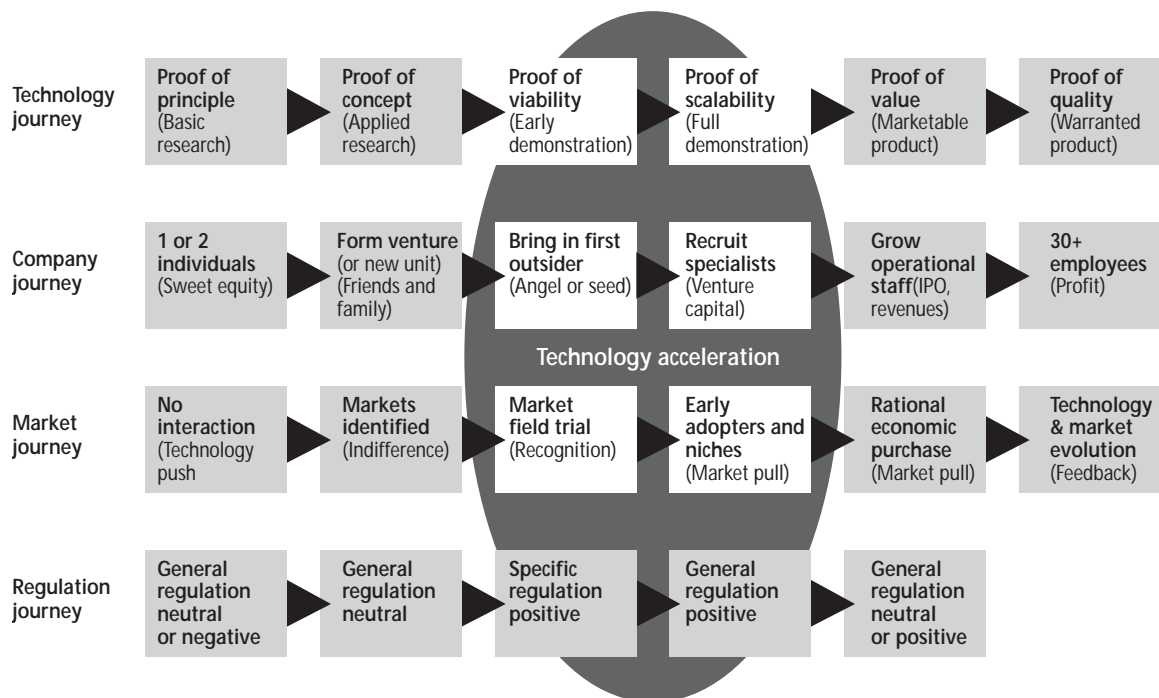 Technology
journey
Proof of
principle
(Basic
research)
Proof of
concept
(Applied
research)
Proof of
viability
(Early
demonstration)
Proof of
scalability
(Full
demonstration)
Proof of
value
(Marketable
product)
Proof of
quality
(Warranted
product)
Company
journey
1 or 2
individuals
(Sweet equity)
Form venture
(or new unit)
(Friends and
family)
Bring in first
outsider
(Angel or seed)
Recruit
specialists
(Venture
capital)
Grow
operational
staff(IPO,
revenues)
30+
employees
(Profit)
Technology acceleration
Market
journey
No
interaction
(Technology
push
Markets
identified
(Indifference)
Market
field trial
(Recognition)
Early
adopters and
niches
(Market pull)
Rational
economic
purchase
(Market pull)
Technology
& market
evolution
(Feedback)
Regulation
journey
General
regulation
neutral
or negative
General
regulation
neutral
Specific
regulation
positive
General
regulation
positive
General
regulation
neutral
or positive